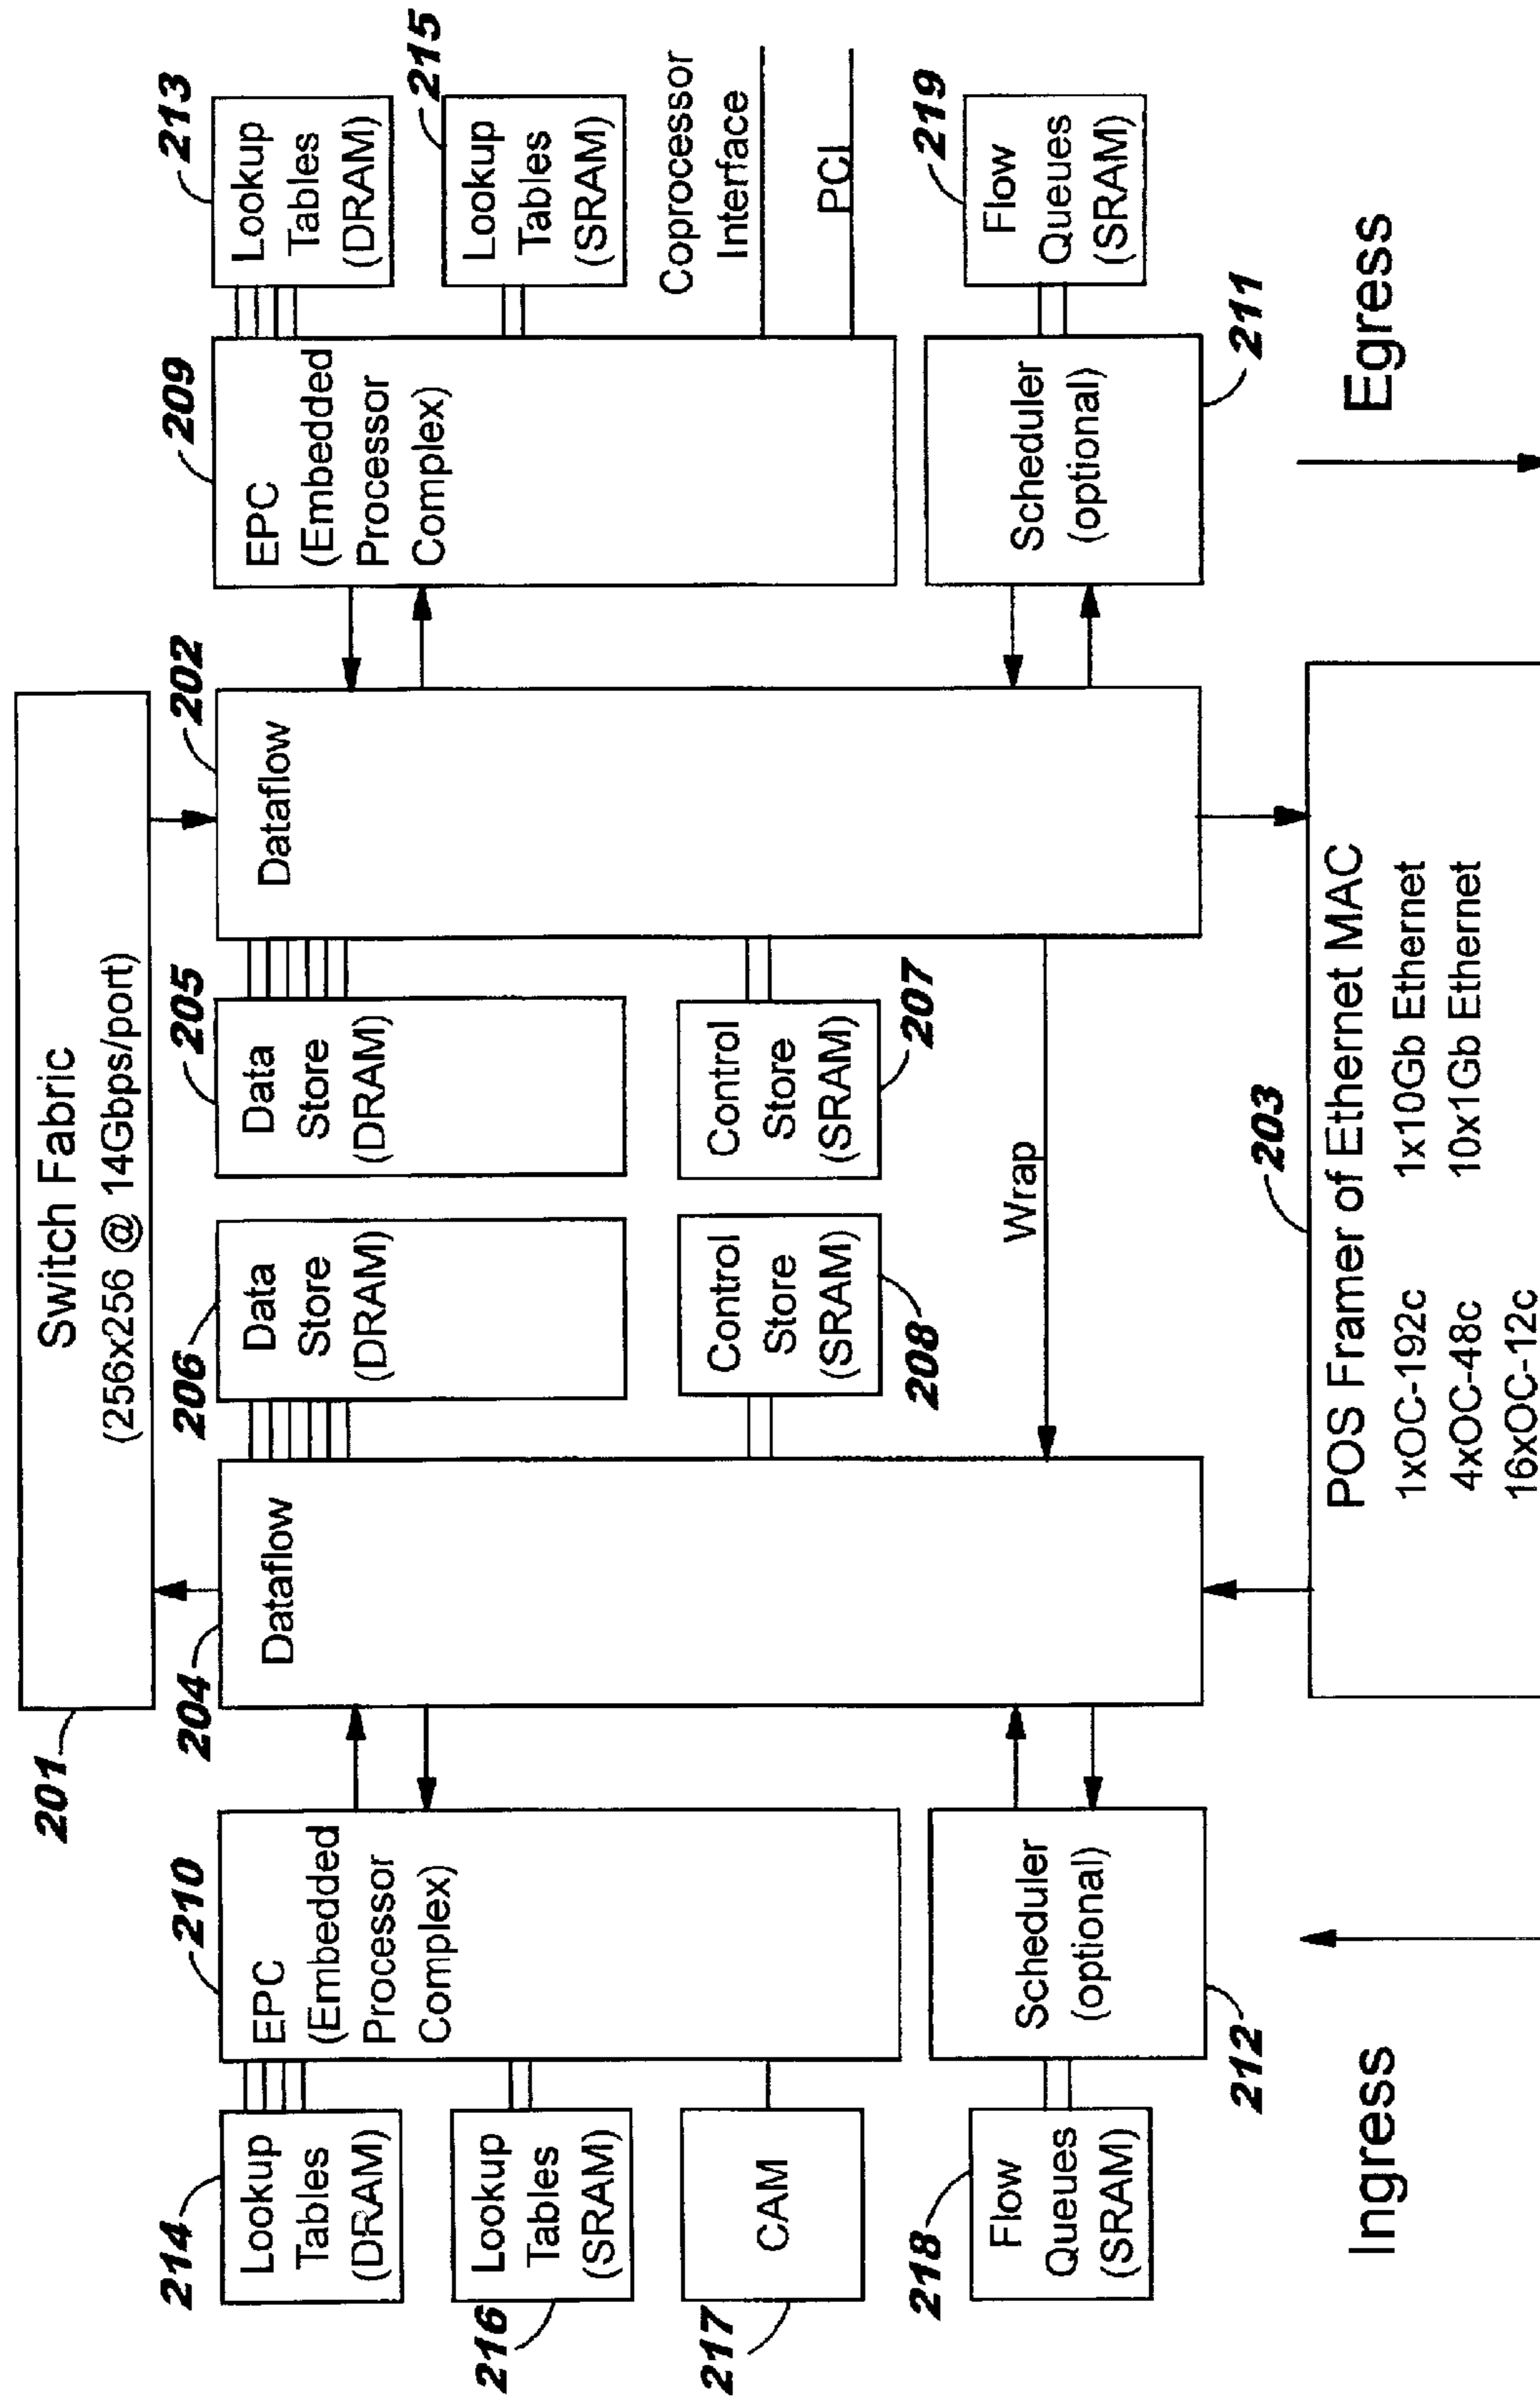 201
Switch Fabric
(256x256 @ 14Gbps/port)
214
Lookup
Tables
(DRAM)
210
EPC
(Embedded
Processor
Complex)
204
Dataflow
206
Data
Store
(DRAM)
205
Data
Store
(DRAM)
202
Dataflow
209
EPC
(Embedded
Processor
Complex)
213
Lookup
Tables
(DRAM)
216
Lookup
Tables
(SRAM)
215
Lookup
Tables
(SRAM)
217
CAM
208
Control
Store
(SRAM)
207
Control
Store
(SRAM)
Coprocessor
Interface
PCI
218
Flow
Queues
(SRAM)
212
Scheduler
(optional)
Wrap
211
Scheduler
(optional)
219
Flow
Queues
(SRAM)
Ingress
203
POS Framer of Ethernet MAC
1xOC-192c 1x10Gb Ethernet
4xOC-48c 10x1Gb Ethernet
16xOC-12c
Egress